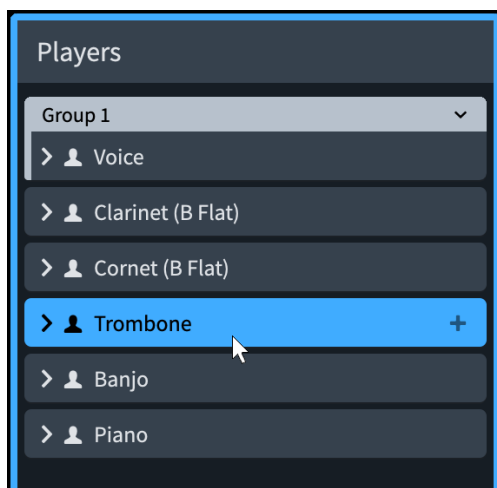 Players
Group 1
Voice
Clarinet (B Flat)
Cornet (B Flat)
Trombone
Banjo
Piano